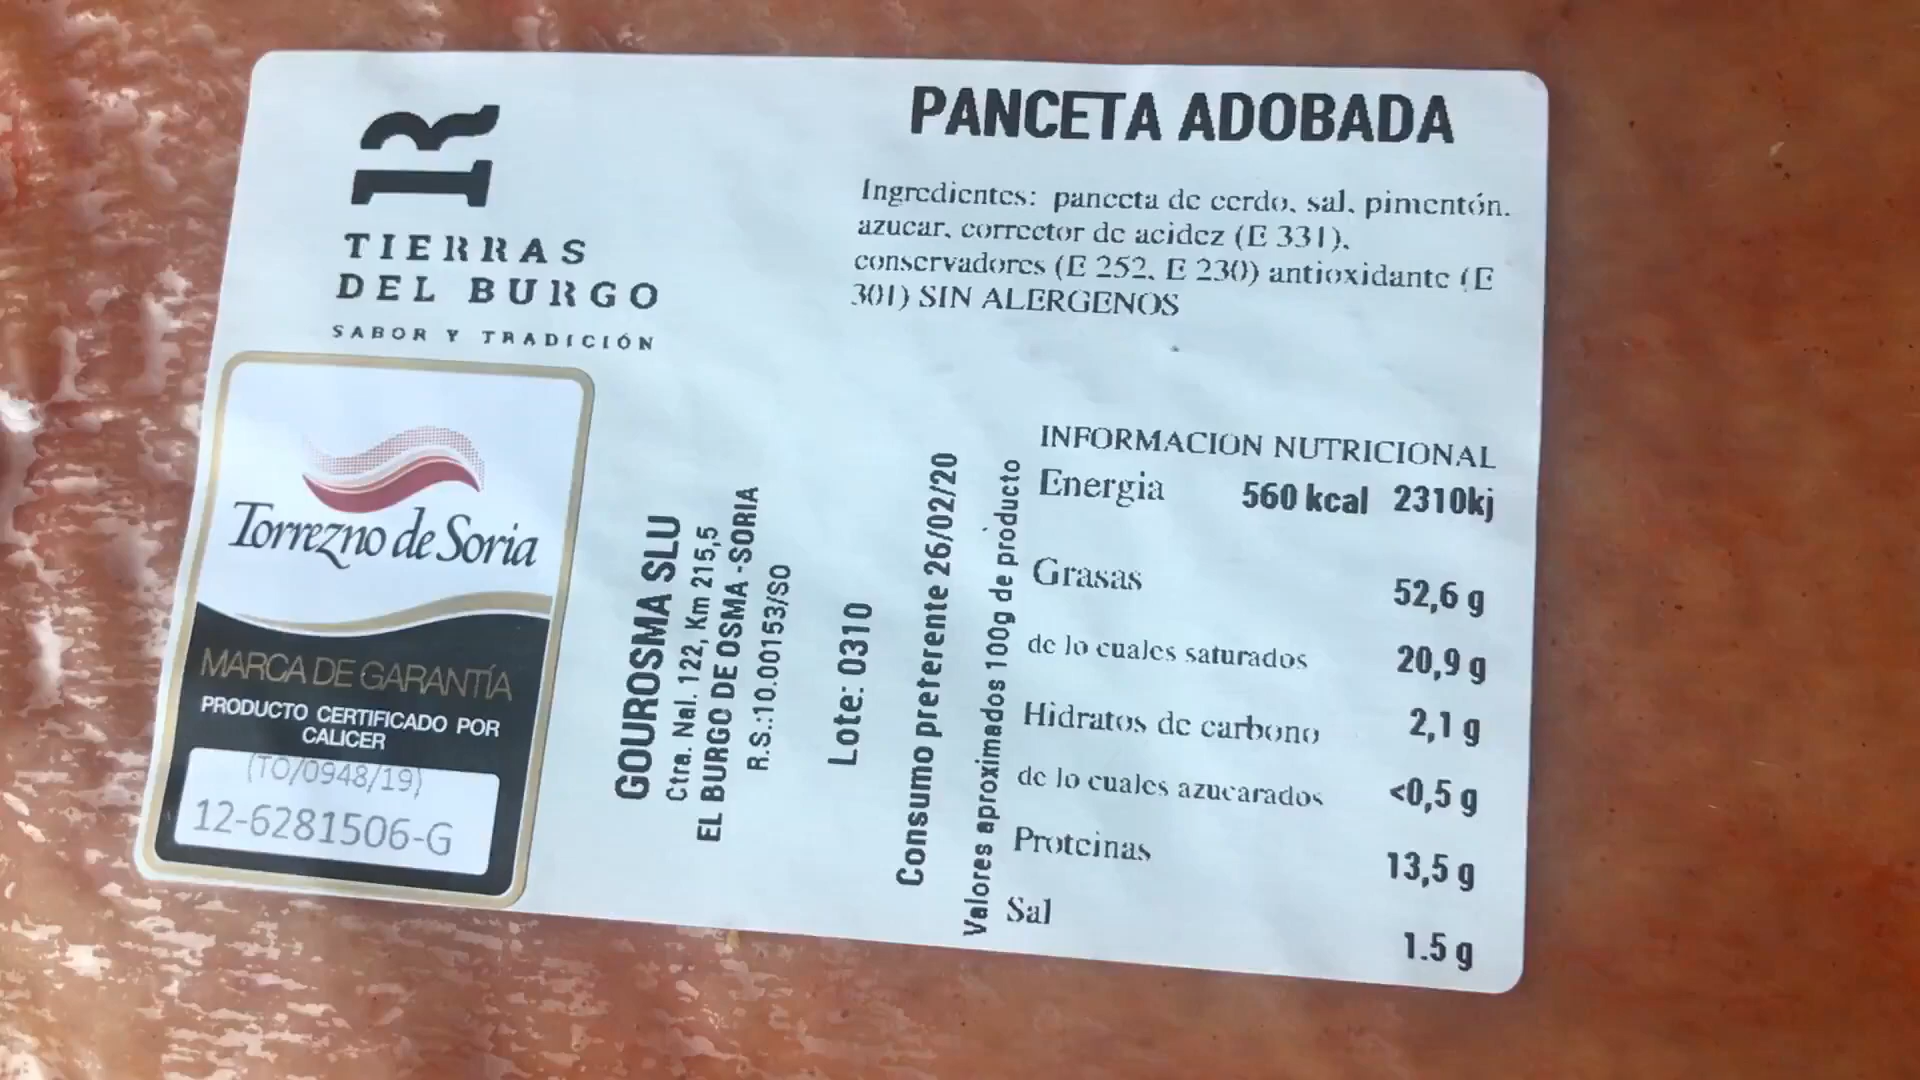 1R
TIERRAS
DEL BURGO
SABOR Y TRADICIÓN
Torrezno de Soria
MARCA DE GARANTÍA
PRODUCTO CERTIFICADO POR
CALICER
(TO/0948/19)
12-6281506-G
GOUROSMA SLU
Ctra. Nal. 122, Km 215,5
EL BURGO DE OSMA -SORIA
R.S.:10.00153/SO
Lote: 0310
Consumo preferente 26/02/20
Valores aproximados 100g de producto
PANCETA ADOBADA
Ingredientes: panceta de cerdo, sal, pimentón.
azucar, corrector de acidez (E 331),
conservadores (E 252, E 230) antioxidante (E
301) SIN ALERGENOS
INFORMACION NUTRICIONAL
Energia 560 kcal 2310kj
Grasas 52,6 g
de lo cuales saturados 20,9 g
Hidratos de carbono 2,1 g
de lo cuales azucarados <0,5 g
Proteinas 13,5 g
Sal 1.5 g